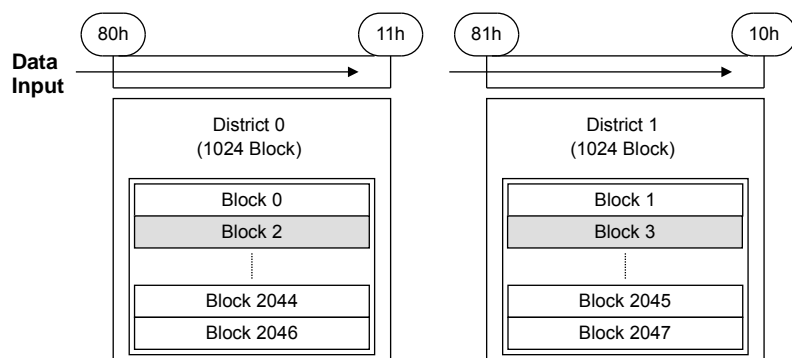 80h
11h
81h
10h
Data
Input
District 0
(1024 Block)
District 1
(1024 Block)
Block 0
Block 2
Block 2044
Block 2046
Block 1
Block 3
Block 2045
Block 2047